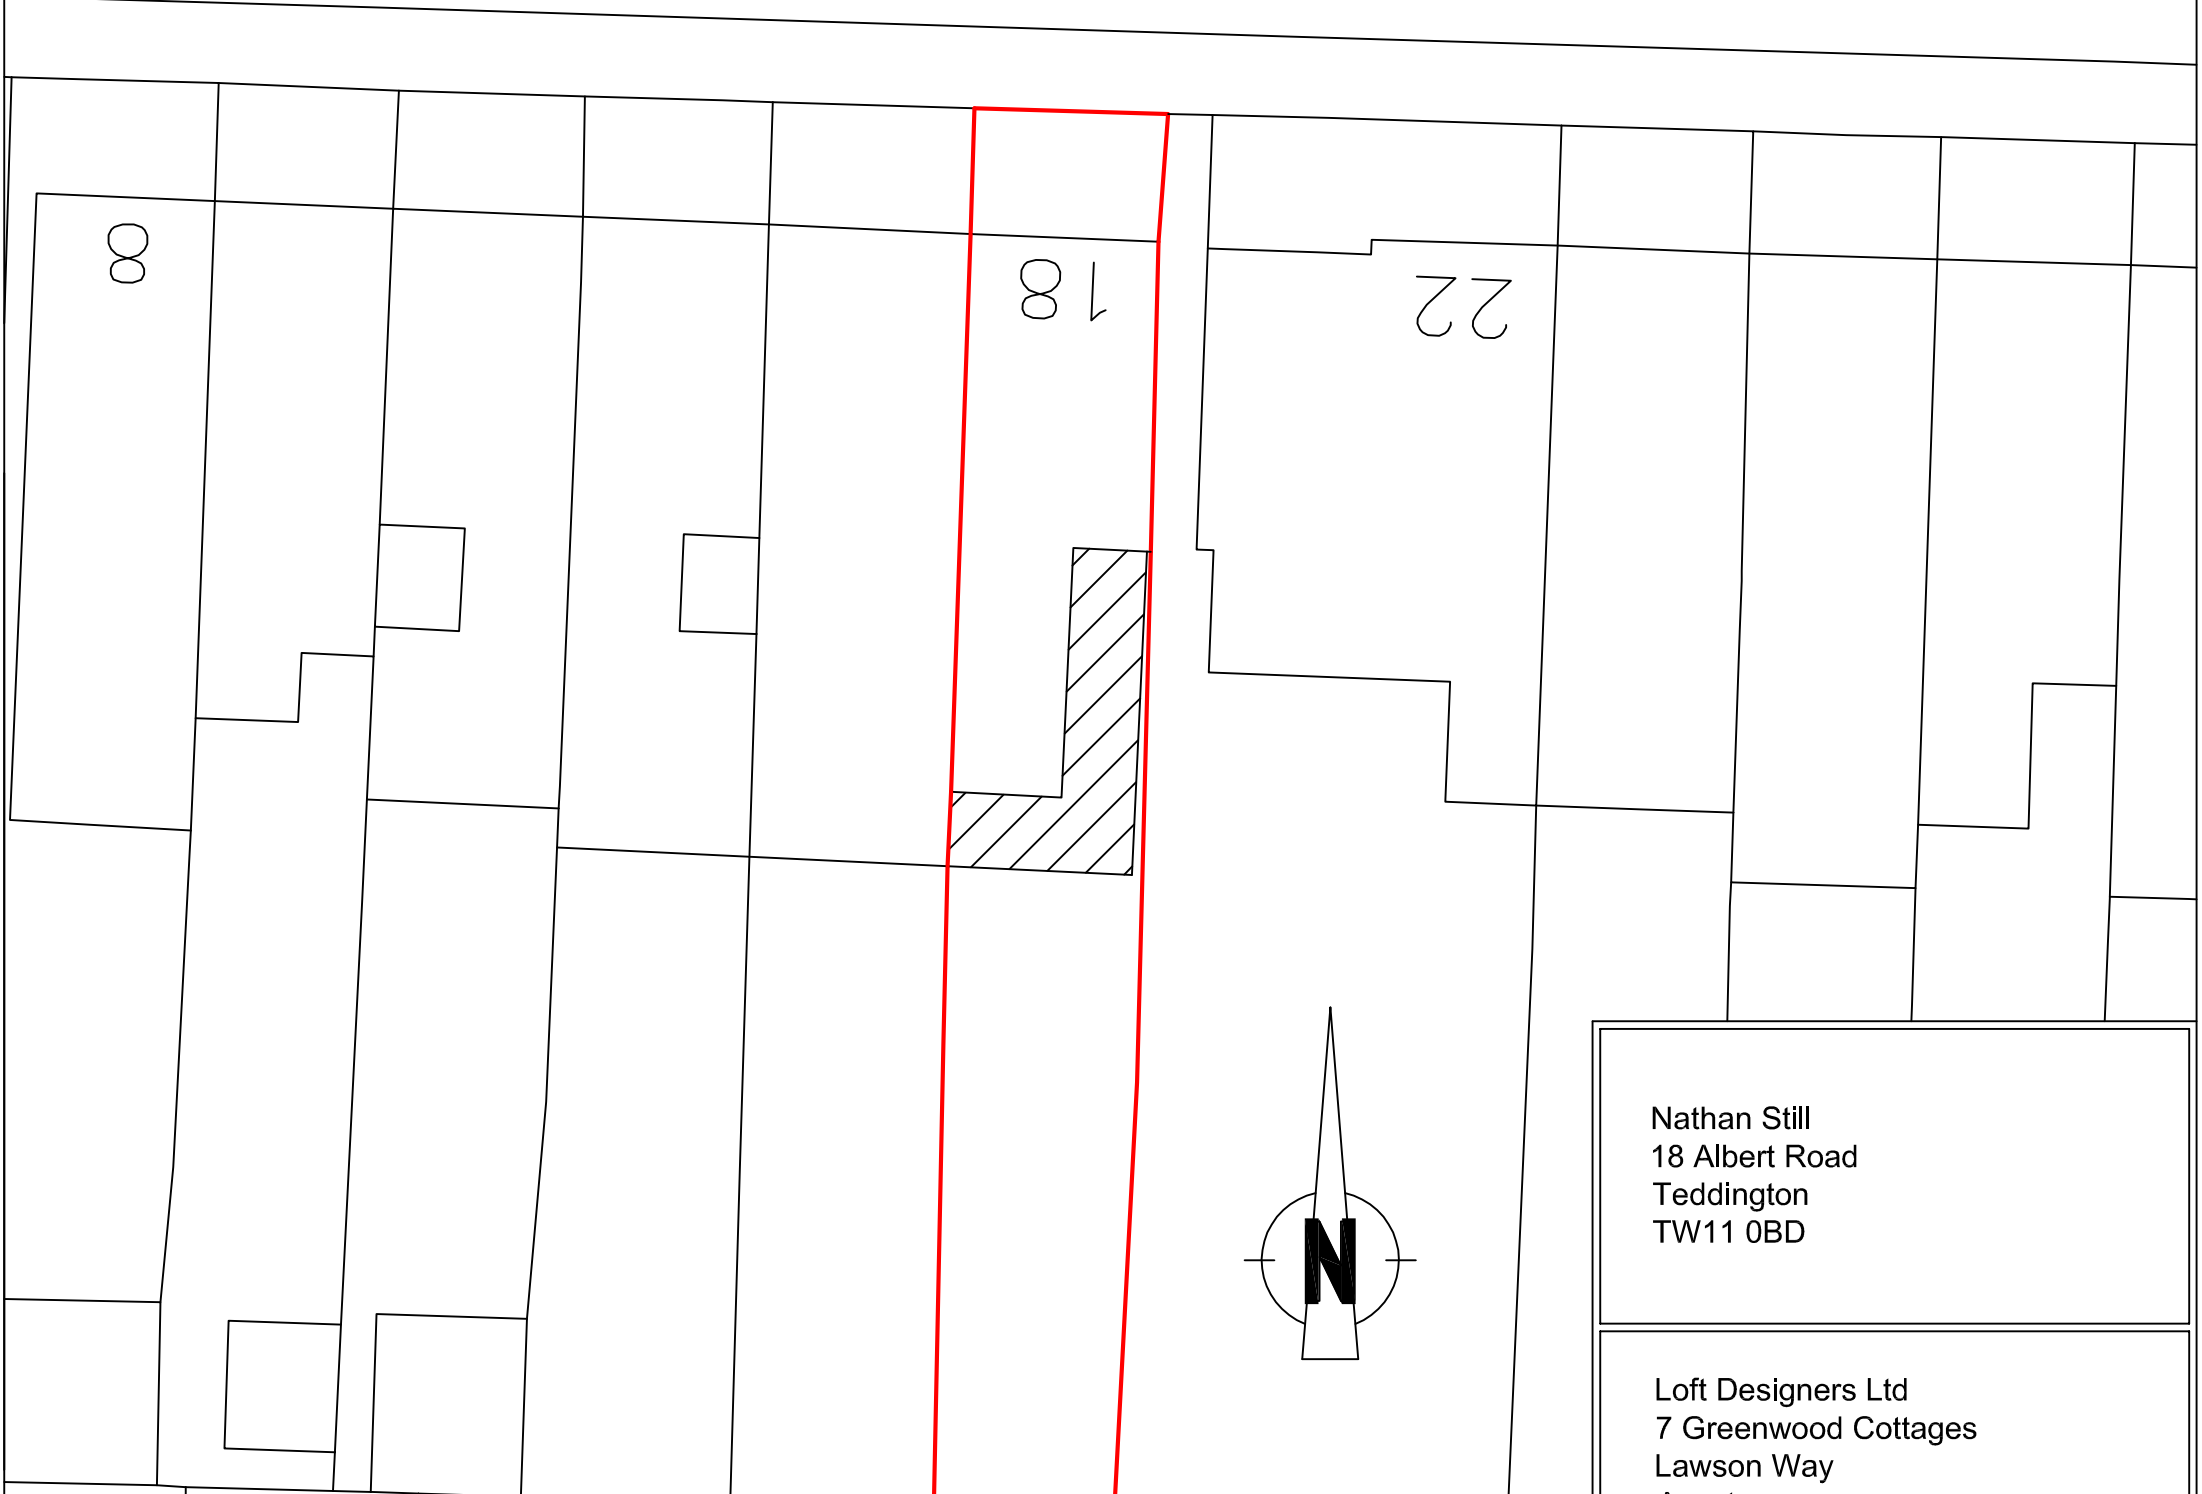 8
18
22
N
Nathan Still
18 Albert Road
Teddington
TW11 0BD
Loft Designers Ltd
7 Greenwood Cottages
Lawson Way